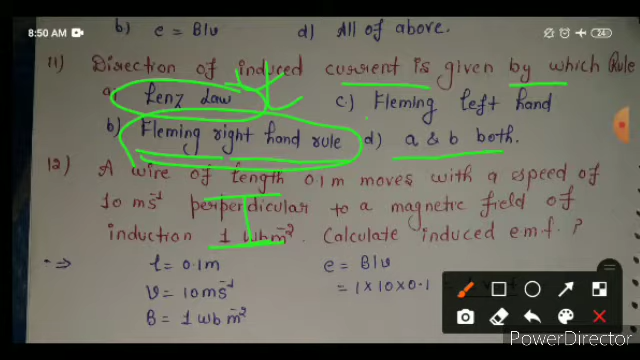 8:50 AM
24
b) e = Blv d) All of above.
11) Direction of induced current is given by which Rule
a. Lenz Law c.) Fleming left hand
b) Fleming right hand rule d) a & b both.
12) A wire of length 0.1 m moves with a speed of
10 ms⁻¹ perpendicular to a magnetic field of
induction 1 wbm⁻². Calculate induced e.m.f. ?
⇒ l = 0.1m e = Blv
v = 10ms⁻¹ = 1 × 10 × 0.1
B = 1 wb m⁻²
PowerDirector